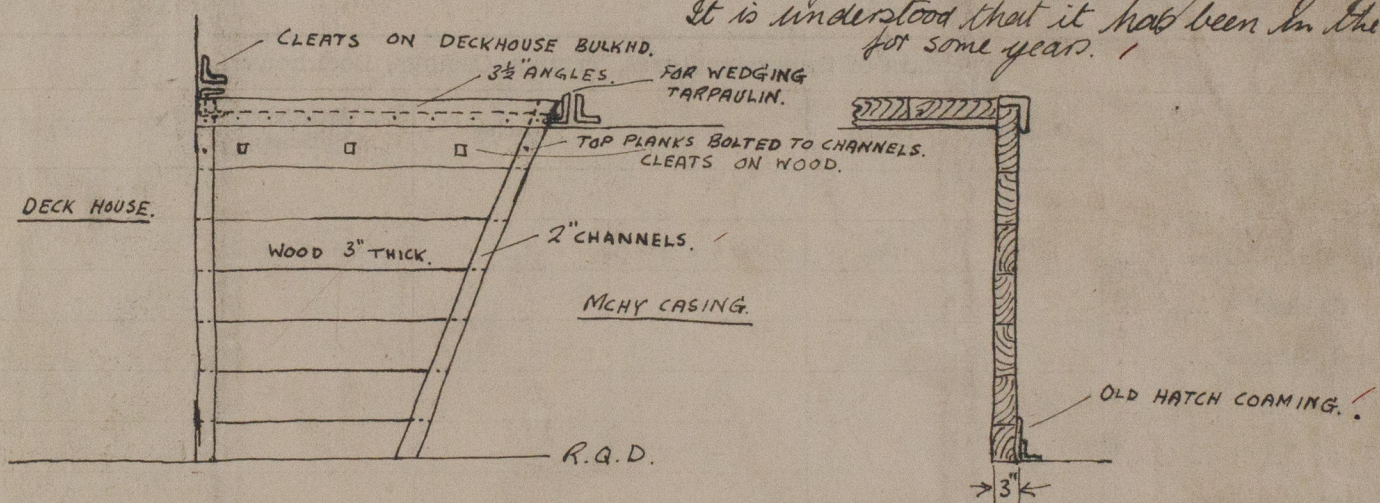 It is understood that it had been in the
for some years.
CLEATS ON DECKHOUSE BULKHD.
3½" ANGLES.
FOR WEDGING
TARPAULIN.
TOP PLANKS BOLTED TO CHANNELS.
CLEATS ON WOOD.
DECK HOUSE.
2" CHANNELS.
WOOD 3" THICK.
MCHY CASING.
OLD HATCH COAMING.
R.Q.D.
3"